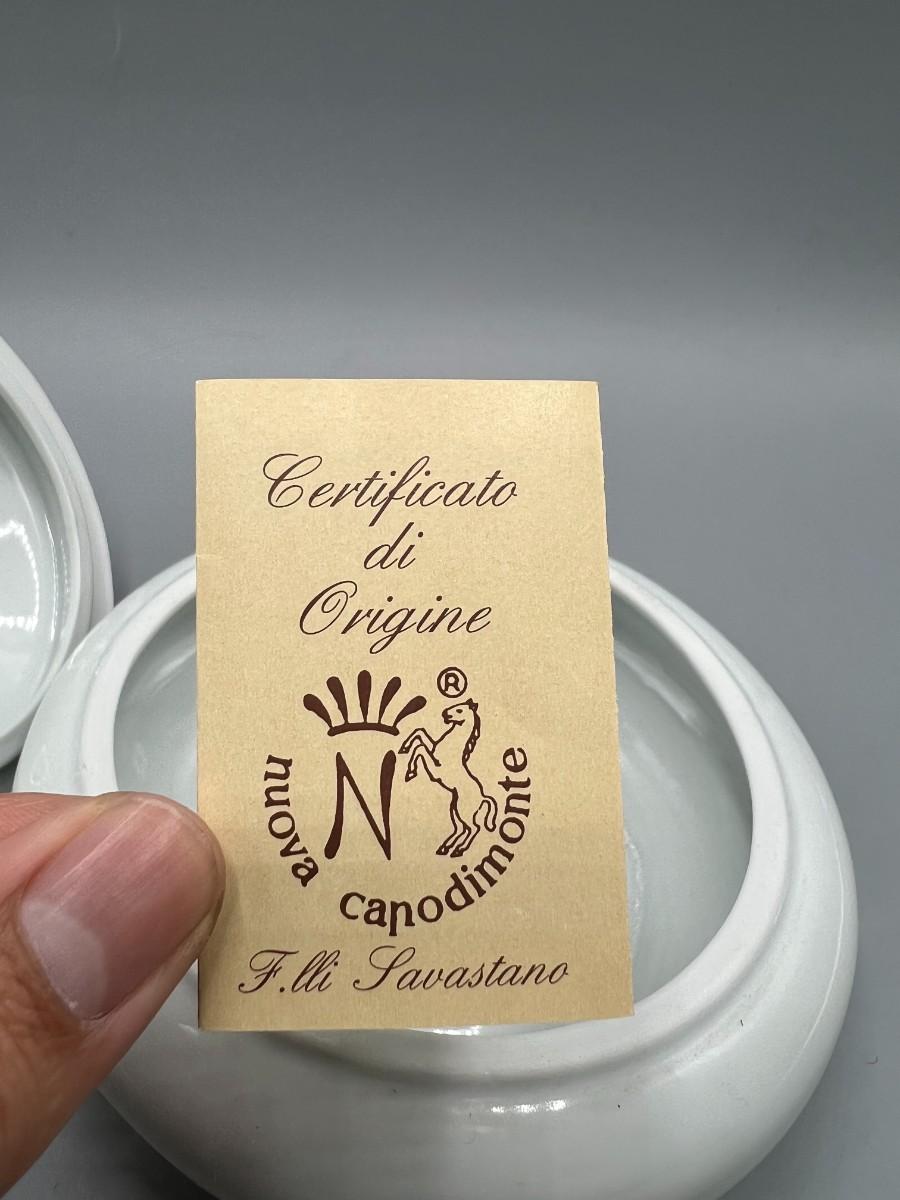 Certificato
di
Origine
®
N
nuova capodimonte
F.lli Savastano